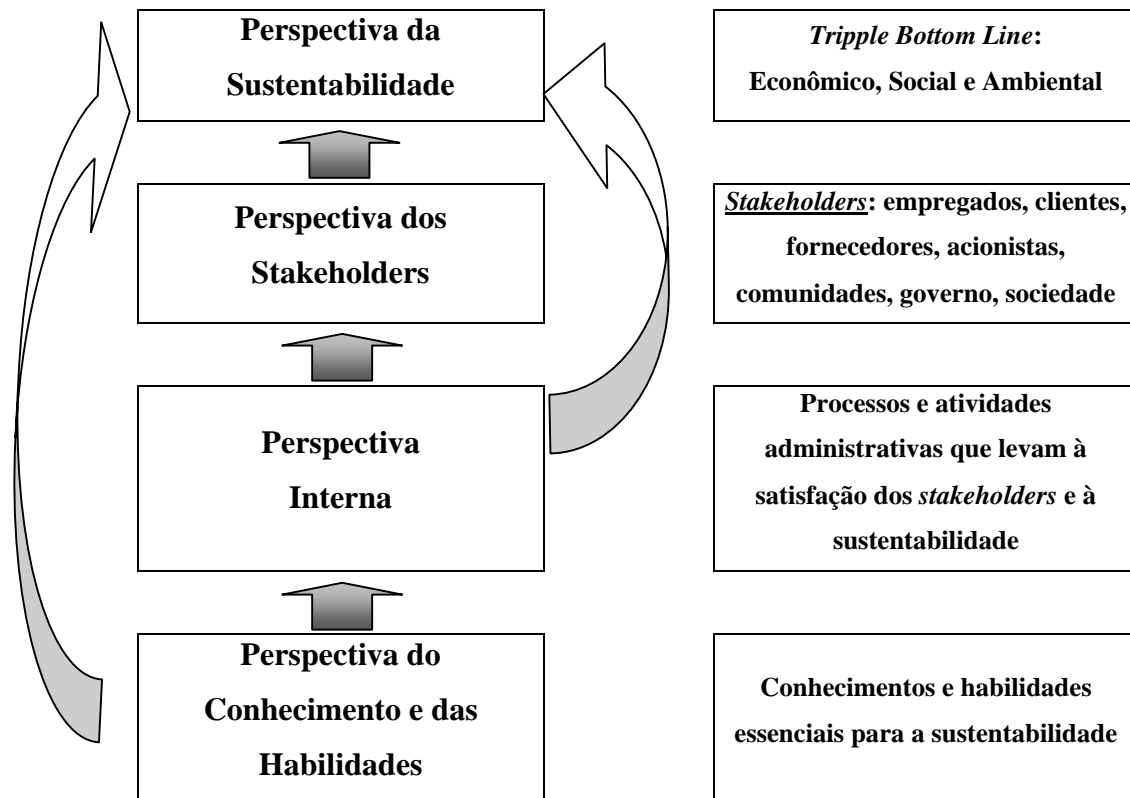 Perspectiva da
Sustentabilidade
Tripple Bottom Line:
Econômico, Social e Ambiental
Perspectiva dos
Stakeholders
Stakeholders: empregados, clientes,
fornecedores, acionistas,
comunidades, governo, sociedade
Perspectiva
Interna
Processos e atividades
administrativas que levam à
satisfação dos stakeholders e à
sustentabilidade
Perspectiva do
Conhecimento e das
Habilidades
Conhecimentos e habilidades
essenciais para a sustentabilidade